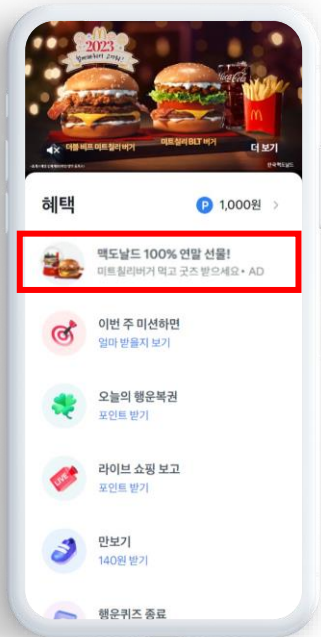 2023
더블 비프 미트칠리 버거
미트칠리 BLT 버거
더 보기
한국맥도날드
혜택
P 1,000원 >
맥도날드 100% 연말 선물!
미트칠리버거 먹고 굿즈 받으세요 • AD
이번 주 미션하면
얼마 받을지 보기
오늘의 행운복권
포인트 받기
LIVE
라이브 쇼핑 보고
포인트 받기
만보기
140원 받기
행운퀴즈 종료